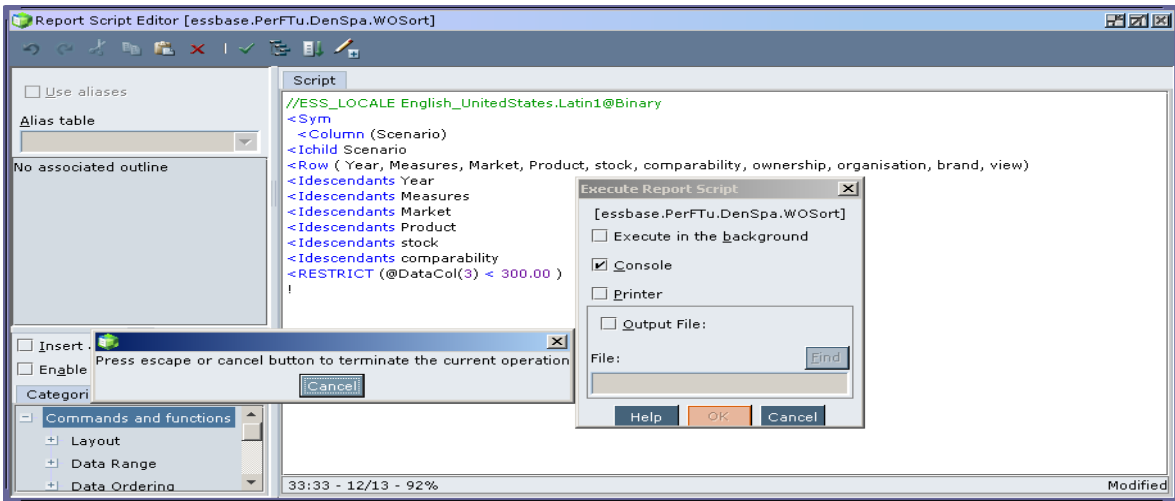 Report Script Editor [essbase.PerFTu.DenSpa.WOSort]
Use aliases
Alias table
No associated outline
Script
//ESS_LOCALE English_UnitedStates.Latin1@Binary
<Sym
<Column (Scenario)
<Ichild Scenario
<Row ( Year, Measures, Market, Product, stock, comparability, ownership, organisation, brand, view)
<Idescendants Year
<Idescendants Measures
<Idescendants Market
<Idescendants Product
<Idescendants stock
<Idescendants comparability
<RESTRICT (@DataCol(3) < 300.00 )
!
Execute Report Script
[essbase.PerFTu.DenSpa.WOSort]
Execute in the background
Console
Printer
Output File:
File:
Find
Help
OK
Cancel
Insert
Enable
Press escape or cancel button to terminate the current operation
Cancel
Categori
Commands and functions
Layout
Data Range
Data Ordering
33:33 - 12/13 - 92%
Modified